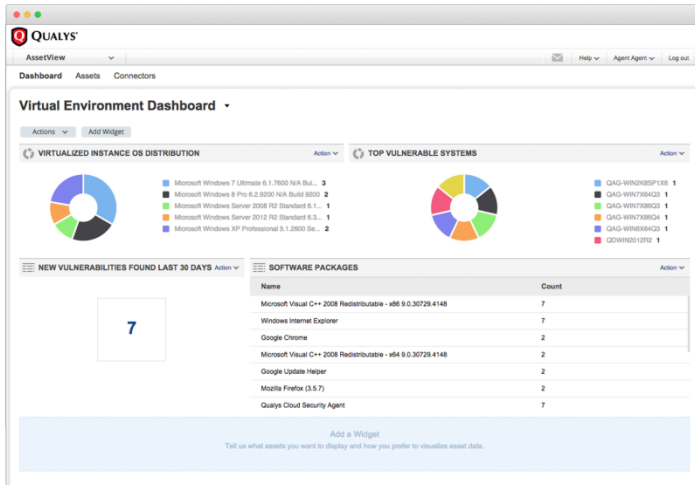 QUALYS
AssetView
Help
Agent Agent
Log out
Dashboard Assets Connectors
Virtual Environment Dashboard
Actions Add Widget
VIRTUALIZED INSTANCE OS DISTRIBUTION Action
Microsoft Windows 7 Ultimate 6.1.7600 N/A Bui... 3
Microsoft Windows 8 Pro 6.2.9200 N/A Build 9200 2
Microsoft Windows Server 2008 R2 Standard 6.1... 1
Microsoft Windows Server 2012 R2 Standard 6.3... 1
Microsoft Windows XP Professional 5.1.2600 Se... 2
TOP VULNERABLE SYSTEMS Action
QAG-WIN2K8SP1X6 1
QAG-WIN7X64Q3 1
QAG-WIN7X86Q3 1
QAG-WIN7X86Q4 1
QAG-WIN8X64Q3 1
QOWIN2012R2 1
NEW VULNERABILITIES FOUND LAST 30 DAYS Action
7
SOFTWARE PACKAGES Action
Name Count
Microsoft Visual C++ 2008 Redistributable - x86 9.0.30729.4148 7
Windows Internet Explorer 7
Google Chrome 2
Microsoft Visual C++ 2008 Redistributable - x64 9.0.30729.4148 2
Google Update Helper 2
Mozilla Firefox (3.5.7) 2
Qualys Cloud Security Agent 7
Add a Widget
Tell us what assets you want to display and how you prefer to visualize asset data.